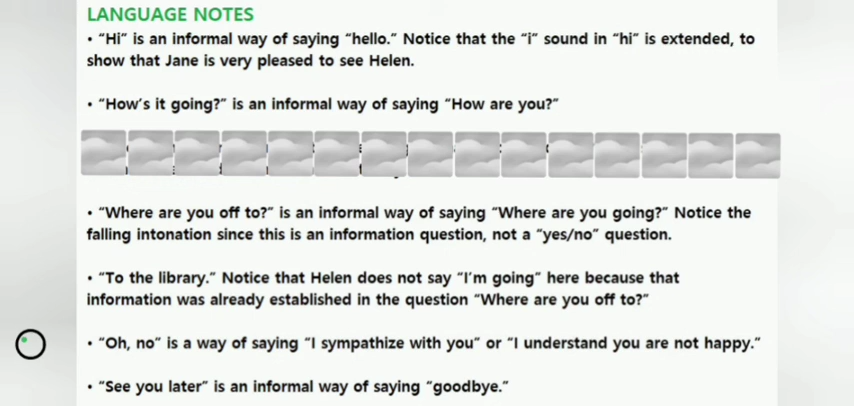 LANGUAGE NOTES
• “Hi” is an informal way of saying “hello.” Notice that the “i” sound in “hi” is extended, to
show that Jane is very pleased to see Helen.
• “How’s it going?” is an informal way of saying “How are you?”
• “Where are you off to?” is an informal way of saying “Where are you going?” Notice the
falling intonation since this is an information question, not a “yes/no” question.
• “To the library.” Notice that Helen does not say “I’m going” here because that
information was already established in the question “Where are you off to?”
• “Oh, no” is a way of saying “I sympathize with you” or “I understand you are not happy.”
• “See you later” is an informal way of saying “goodbye.”